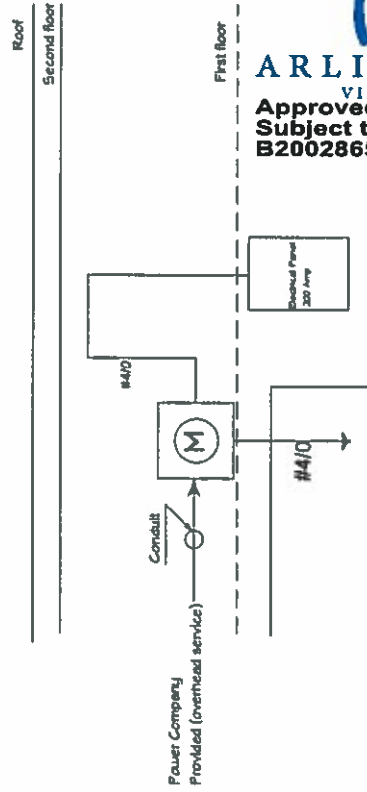 Roof
Second floor
First floor
ARLI
VI
Approved
Subject t
B2002865
Electrical Panel
200 Amp
#4/0
M
#4/0
Conduit
Power Company
Provided (overhead service)